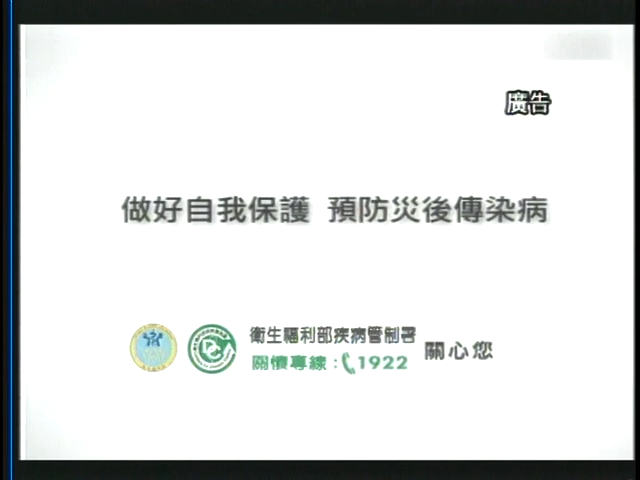 廣告
做好自我保護 預防災後傳染病
衛生福利部疾病管制署
關懷專線：1922
關心您